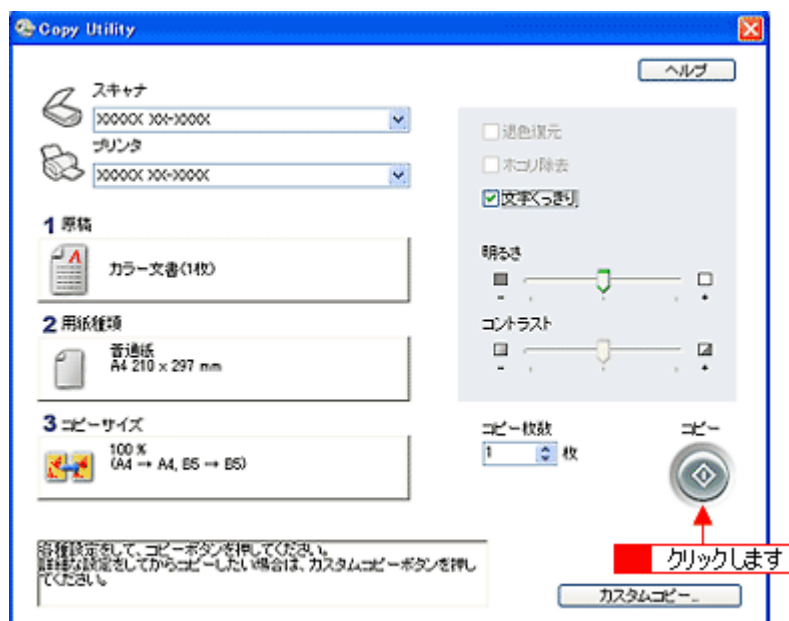 Copy Utility
ヘルプ
スキャナ
XXXXX XX-XXXX
プリンタ
XXXXX XX-XXXX
1 原稿
カラー文書(1枚)
2 用紙種類
普通紙
A4 210 x 297 mm
3 コピーサイズ
100 %
(A4 → A4, B5 → B5)
退色復元
ホコリ除去
文字くっきり
明るさ
- +
コントラスト
- +
コピー枚数
1 枚
コピー
クリックします
各種設定をして、コピーボタンを押してください。
詳細な設定をしてからコピーしたい場合は、カスタムコピーボタンを押し
てください。
カスタムコピー...